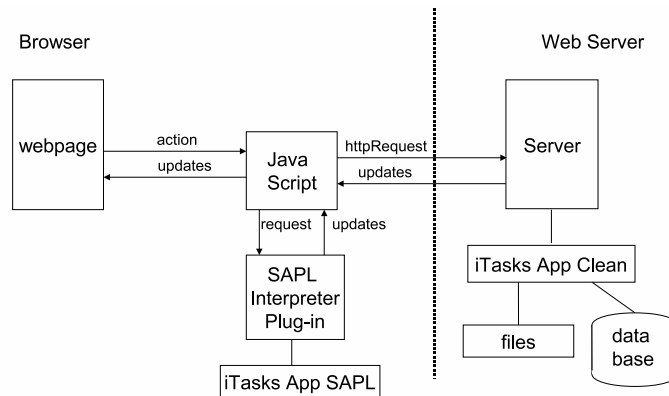 Browser
Web Server
webpage
action
updates
Java
Script
httpRequest
updates
Server
request
updates
SAPL
Interpreter
Plug-in
iTasks App SAPL
iTasks App Clean
files
data
base